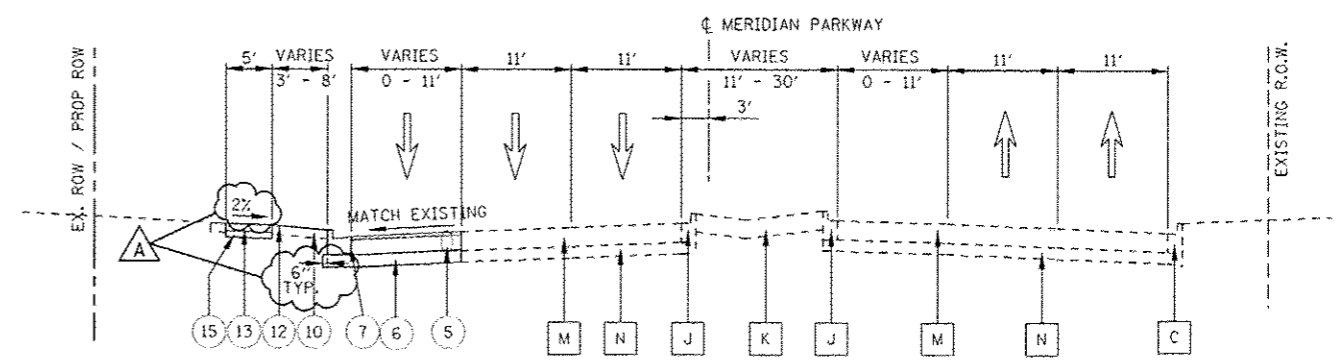 ℄ MERIDIAN PARKWAY
5' VARIES VARIES 11' 11' VARIES VARIES 11' 11'
3' - 8' 0 - 11' 11' - 30' 0 - 11'
3'
EX. ROW / PROP ROW
EXISTING R.O.W.
2%
MATCH EXISTING
A
6"
TYP.
15 13 12 10 7 6 5 M N J K J M N C